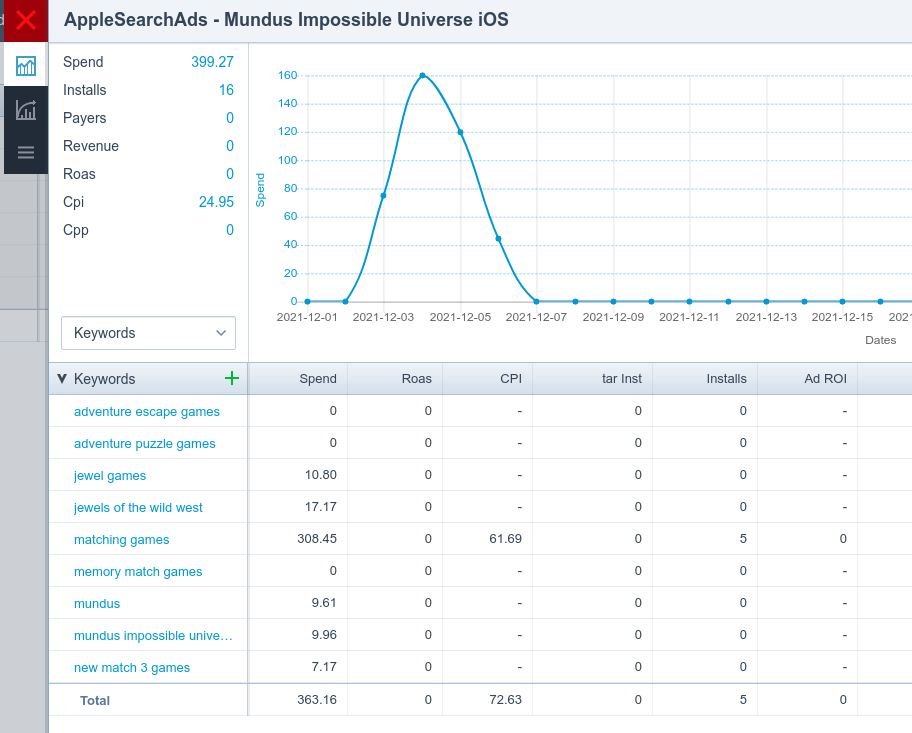 AppleSearchAds - Mundus Impossible Universe iOS
Spend 399.27
Installs 16
Payers 0
Revenue 0
Roas 0
Cpi 24.95
Cpp 0
Keywords
Spend
160
140
120
100
80
60
40
20
0
2021-12-01 2021-12-03 2021-12-05 2021-12-07 2021-12-09 2021-12-11 2021-12-13 2021-12-15 2021
Dates
Keywords Spend Roas CPI tar Inst Installs Ad ROI
adventure escape games 0 0 - 0 0 -
adventure puzzle games 0 0 - 0 0 -
jewel games 10.80 0 - 0 0 -
jewels of the wild west 17.17 0 - 0 0 -
matching games 308.45 0 61.69 0 5 0
memory match games 0 0 - 0 0 -
mundus 9.61 0 - 0 0 -
mundus impossible unive… 9.96 0 - 0 0 -
new match 3 games 7.17 0 - 0 0 -
Total 363.16 0 72.63 0 5 0